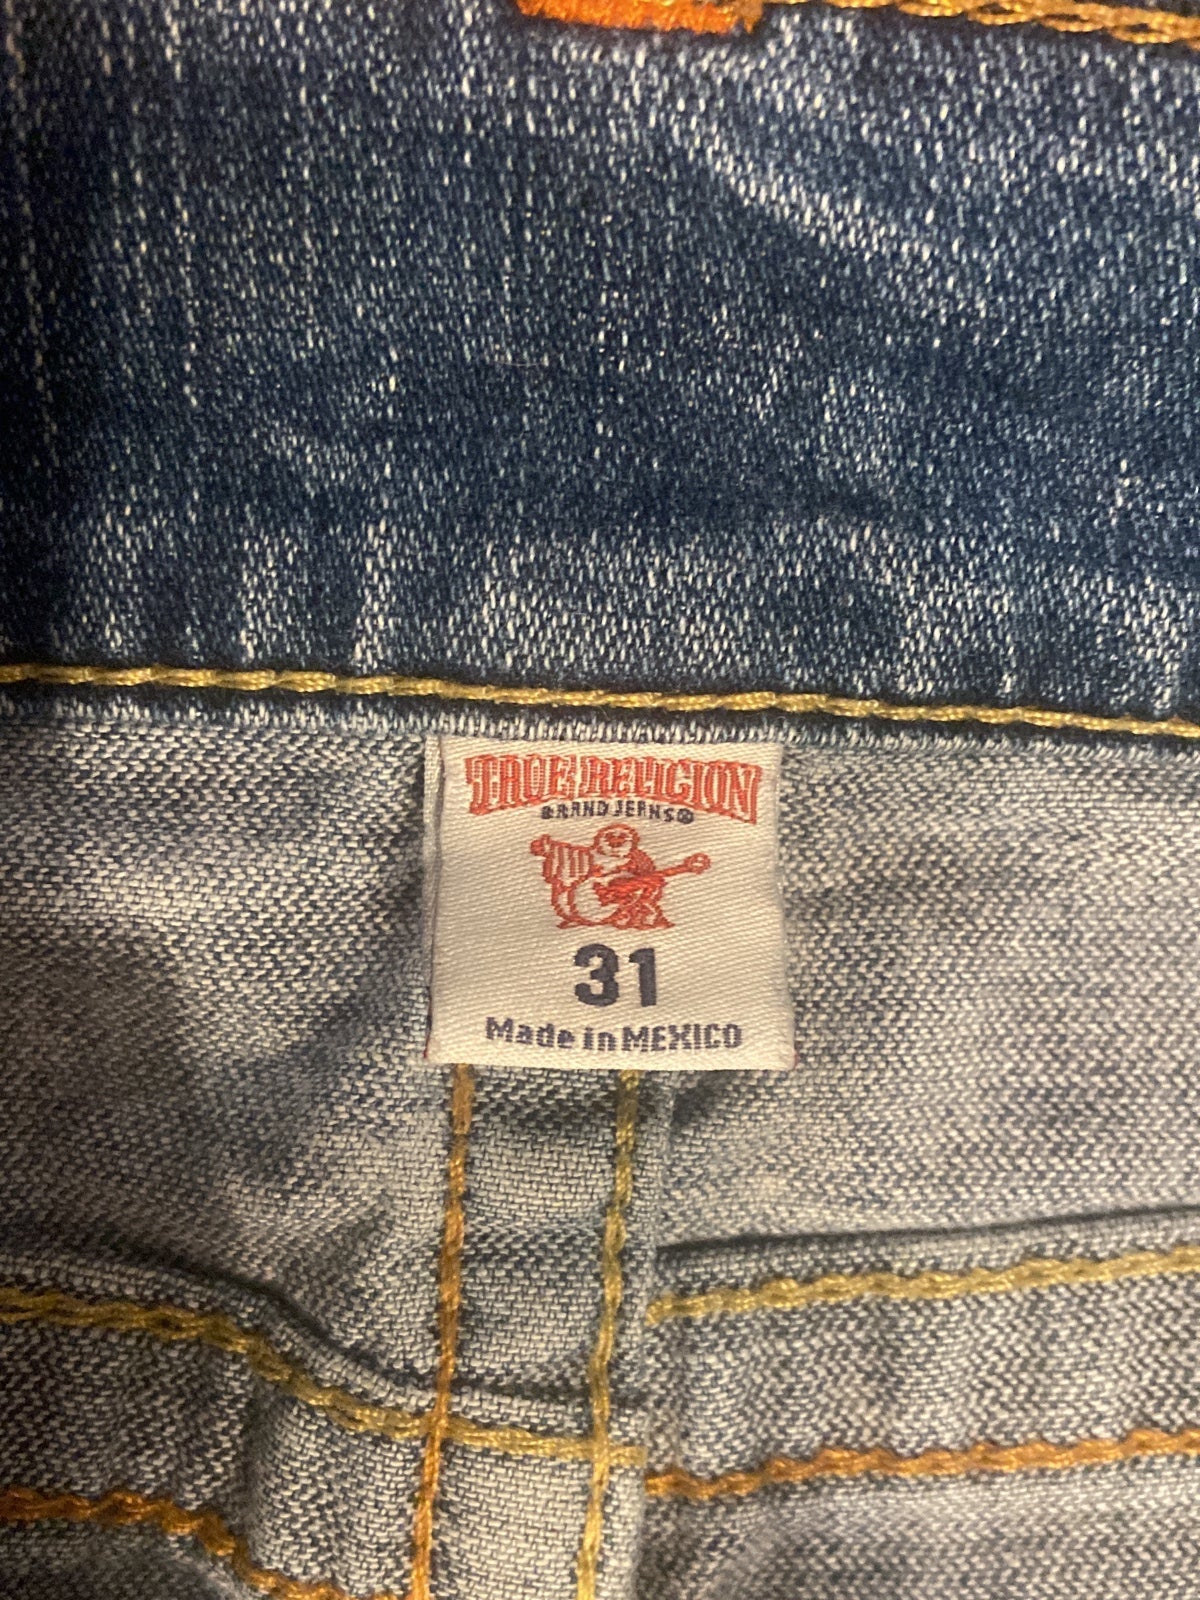 TRUE RELIGION
BRAND JEANS®
31
Made in MEXICO